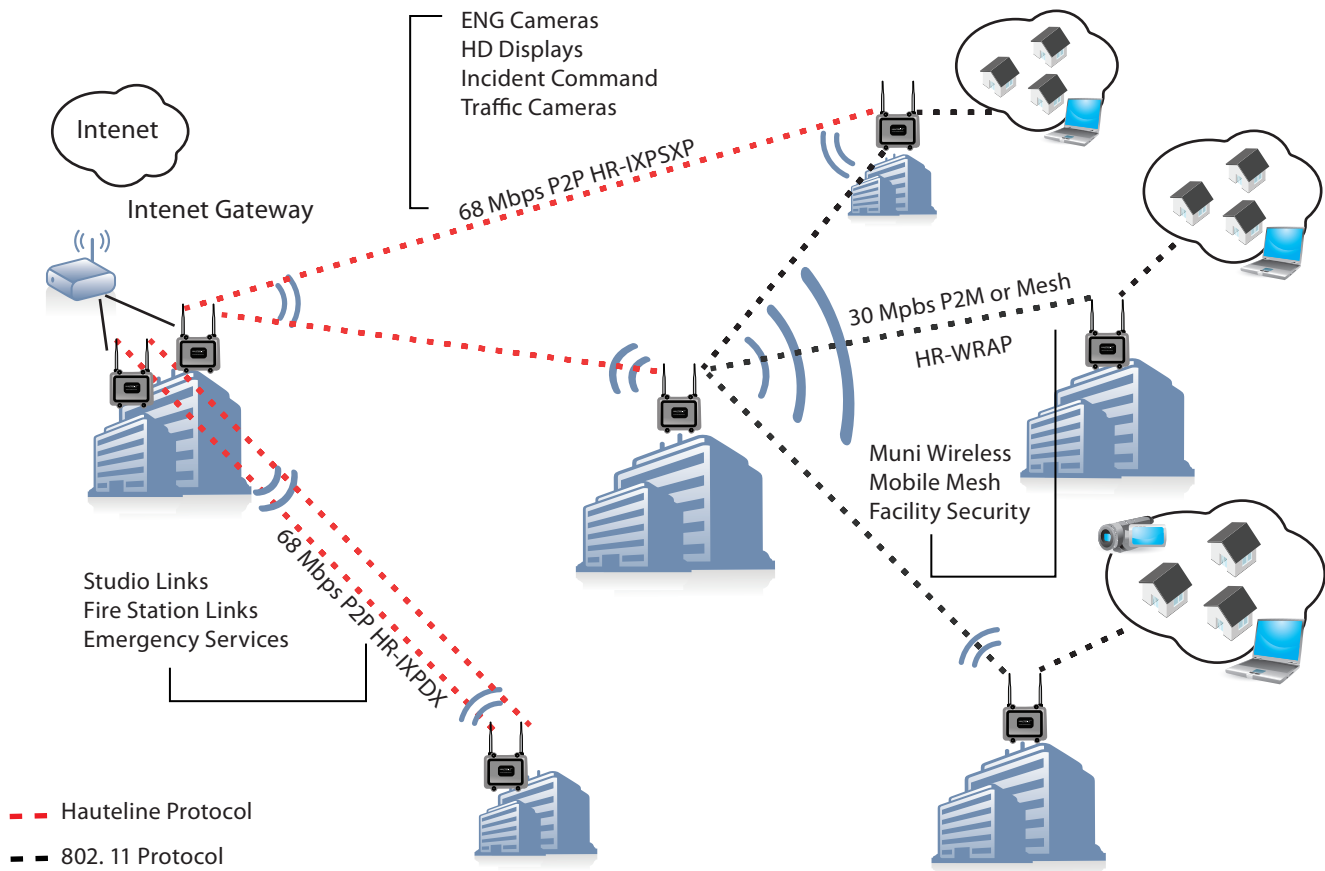 ENG Cameras
HD Displays
Incident Command
Traffic Cameras
Intenet
Intenet Gateway
68 Mbps P2P HR-IXPSXP
30 Mpbs P2M or Mesh
HR-WRAP
Muni Wireless
Mobile Mesh
Facility Security
68 Mbps P2P HR-IXPDX
Studio Links
Fire Station Links
Emergency Services
Hauteline Protocol
802. 11 Protocol